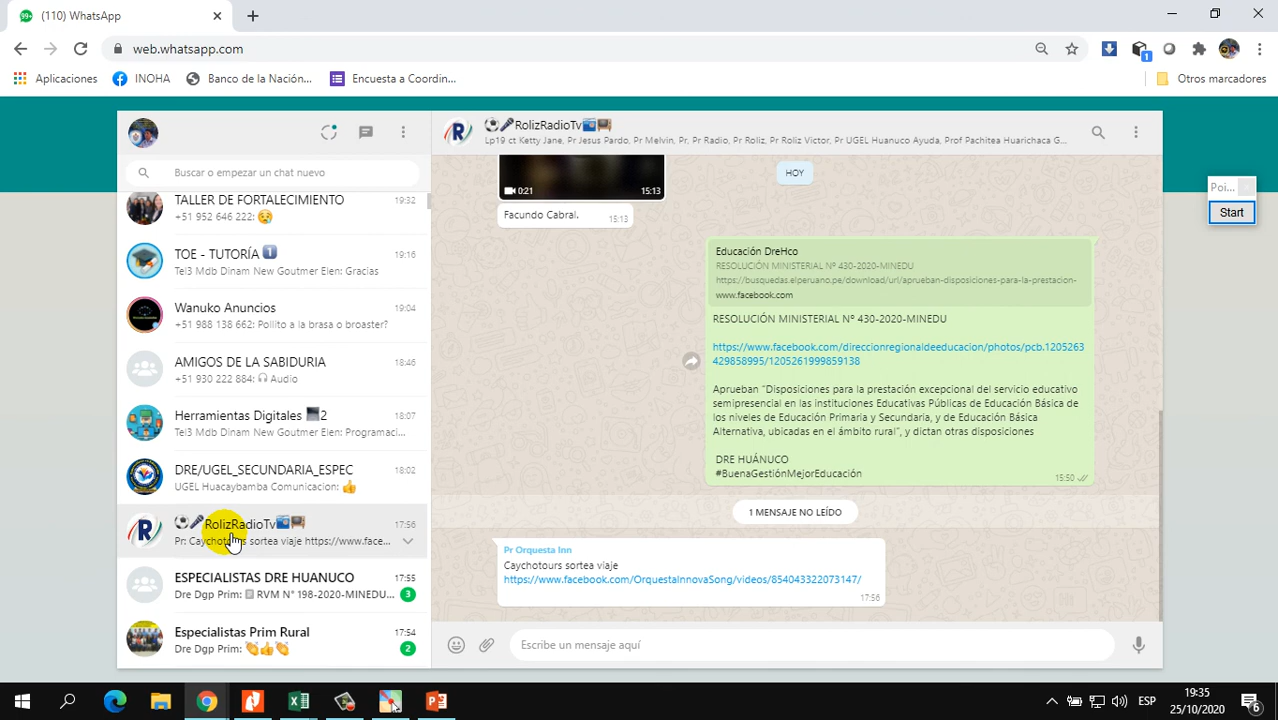 (110) WhatsApp
web.whatsapp.com
1
Aplicaciones
INOHA
Banco de la Nación...
Encuesta a Coordin...
Otros marcadores
Buscar o empezar un chat nuevo
TALLER DE FORTALECIMIENTO
19:32
+51 952 646 222: 😢
TOE - TUTORÍA 1
19:16
Tel3 Mdb Dinam New Goutmer Elen: Gracias
Wanuko Anuncios
19:04
+51 988 138 662: Pollito a la brasa o broaster?
AMIGOS DE LA SABIDURIA
18:46
+51 930 222 884: Audio
Herramientas Digitales 2
18:07
Tel3 Mdb Dinam New Goutmer Elen: Programaci...
DRE/UGEL_SECUNDARIA_ESPEC
18:02
UGEL Huacaybamba Comunicacion: 👍
⚽🎤RolizRadioTv📻📺
17:56
Pr: Caychotours sortea viaje https://www.face...
ESPECIALISTAS DRE HUANUCO
17:55
Dre Dgp Prim: RVM N° 198-2020-MINEDU...
3
Especialistas Prim Rural
17:54
Dre Dgp Prim: 👏👍👏
2
R
⚽🎤RolizRadioTv📻📺
Lp19 ct Ketty Jane, Pr Jesus Pardo, Pr Melvin, Pr, Pr Radio, Pr Roliz, Pr Roliz Victor, Pr UGEL Huanuco Ayuda, Prof Pachitea Huarichaca G...
0:21
15:13
HOY
Facundo Cabral.
15:13
Educación DreHco
RESOLUCIÓN MINISTERIAL Nº 430-2020-MINEDU
https://busquedas.elperuano.pe/download/url/aprueban-disposiciones-para-la-prestacion-
www.facebook.com
RESOLUCIÓN MINISTERIAL Nº 430-2020-MINEDU
https://www.facebook.com/direccionregionaldeeducacion/photos/pcb.1205263
429858995/1205261999859138
Aprueban "Disposiciones para la prestación excepcional del servicio educativo
semipresencial en las instituciones Educativas Públicas de Educación Básica de
los niveles de Educación Primaria y Secundaria, y de Educación Básica
Alternativa, ubicadas en el ámbito rural", y dictan otras disposiciones
DRE HUÁNUCO
#BuenaGestiónMejorEducación
15:50
1 MENSAJE NO LEÍDO
Pr Orquesta Inn
Caychotours sortea viaje
https://www.facebook.com/OrquestaInnovaSong/videos/854043322073147/
17:56
Escribe un mensaje aquí
Poi...
Start
ESP
19:35
25/10/2020
6